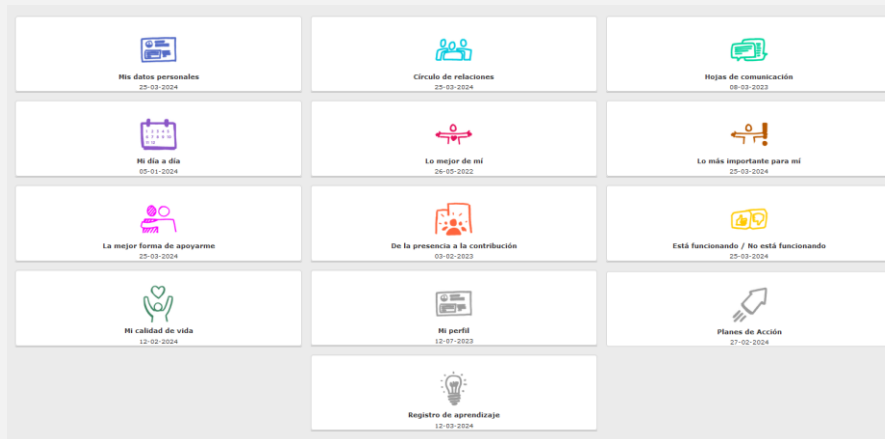 Mis datos personales
25-03-2024
Círculo de relaciones
25-03-2024
Hojas de comunicación
08-03-2023
Mi día a día
05-01-2024
Lo mejor de mí
26-05-2022
Lo más importante para mí
25-03-2024
La mejor forma de apoyarme
25-03-2024
De la presencia a la contribución
03-02-2023
Está funcionando / No está funcionando
25-03-2024
Mi calidad de vida
12-02-2024
Mi perfil
12-07-2023
Planes de Acción
27-02-2024
Registro de aprendizaje
12-03-2024